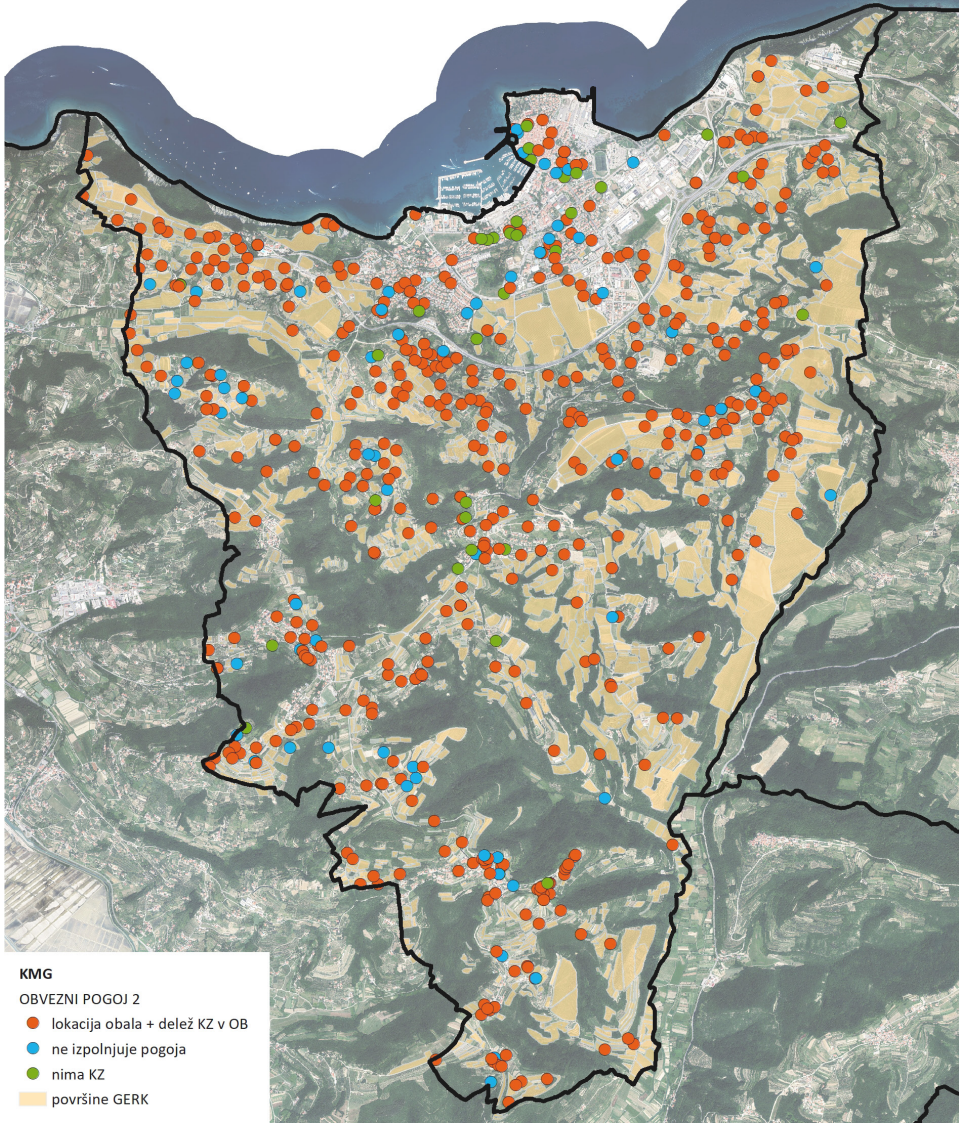 KMG
OBVEZNI POGOJ 2
lokacija obala + delež KZ v OB
ne izpolnjuje pogoja
nima KZ
površine GERK